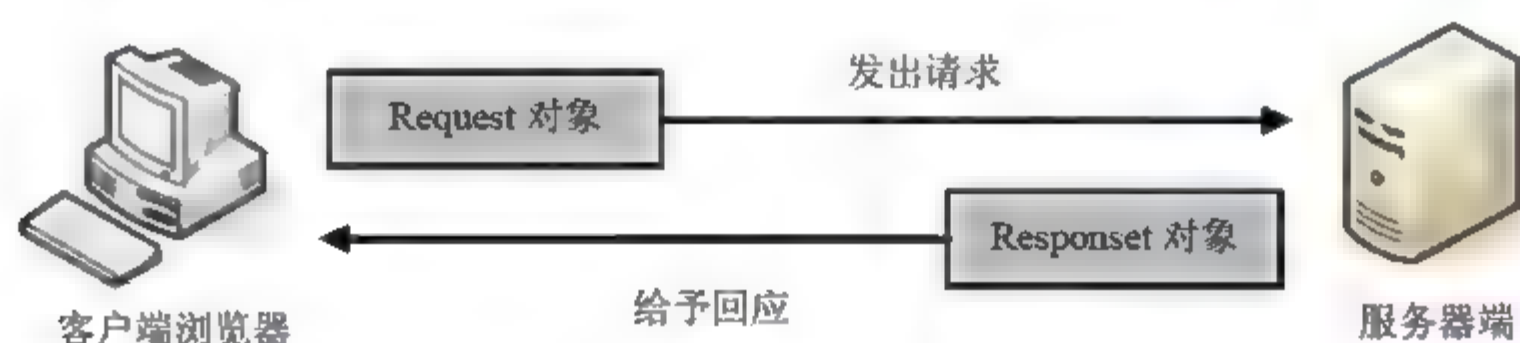 发出请求
Request 对象
Responset 对象
给予回应
客户端浏览器
服务器端